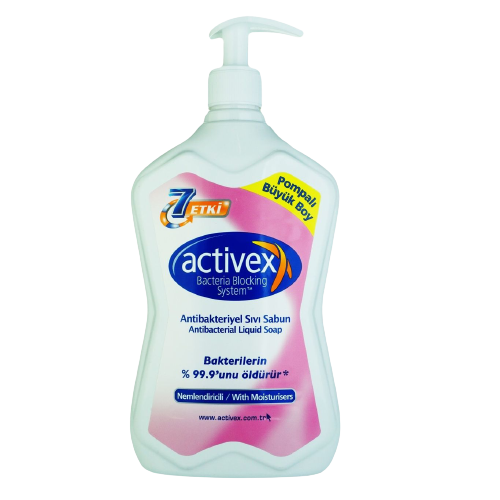 Pompalı
Büyük Boy
7 ETKİ
activex
Bacteria Blocking
System™
Antibakteriyel Sıvı Sabun
Antibacterial Liquid Soap
Bakterilerin
% 99.9'unu öldürür*
Nemlendiricili / With Moisturisers
www.activex.com.tr